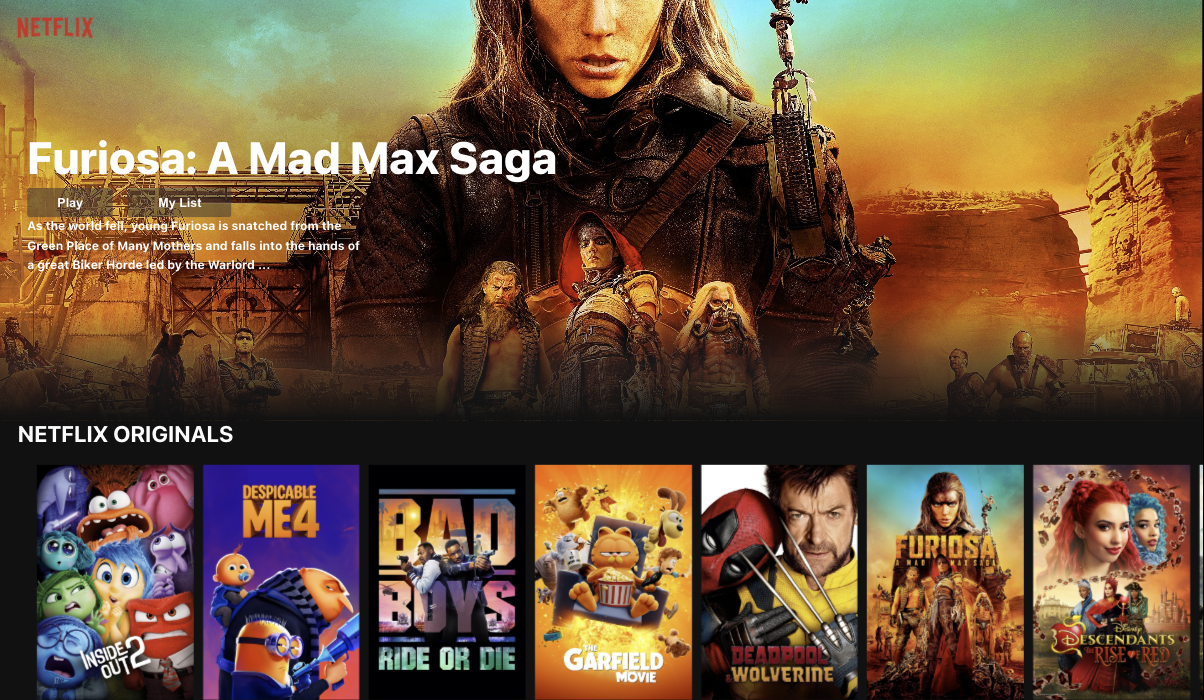 NETFLIX
Furiosa: A Mad Max Saga
Play
My List
As the world fell, young Furiosa is snatched from the
Green Place of Many Mothers and falls into the hands of
a great Biker Horde led by the Warlord ...
NETFLIX ORIGINALS
INSIDE
OUT 2
DESPICABLE
ME 4
BAD
BOYS
RIDE OR DIE
THE
GARFIELD
MOVIE
DEADPOOL
WOLVERINE
FURIOSA
A MAD MAX SAGA
Disney
DESCENDANTS
THE RISE OF RED